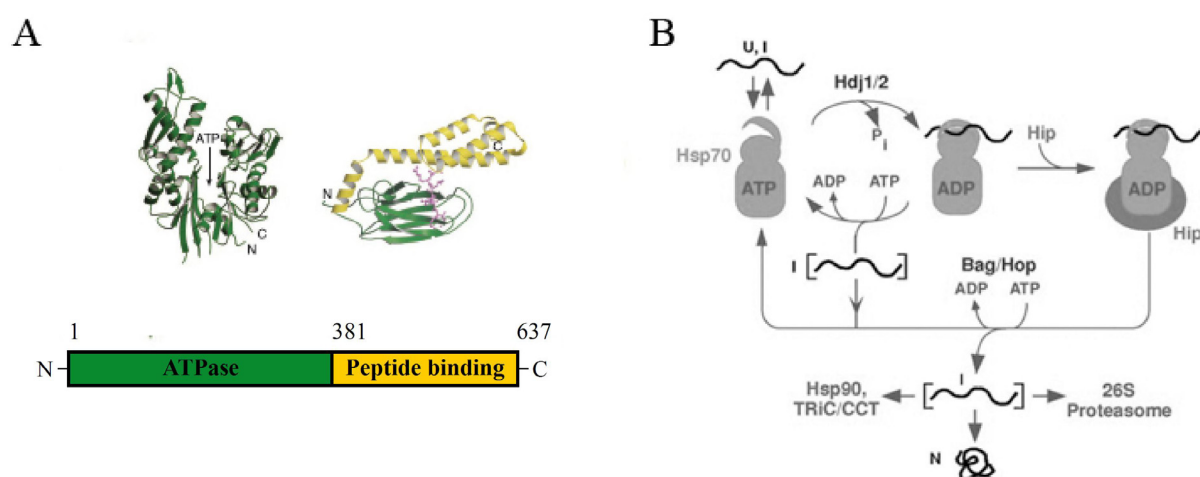 A
ATP
C
N
N
C
1 381 637
N ATPase Peptide binding C
B
U, I
Hdj1/2
Pi
Hsp70
ATP
ADP
ATP
ADP
Hip
ADP
Hip
I
Bag/Hop
ADP ATP
I
Hsp90,
TRiC/CCT
26S
Proteasome
N